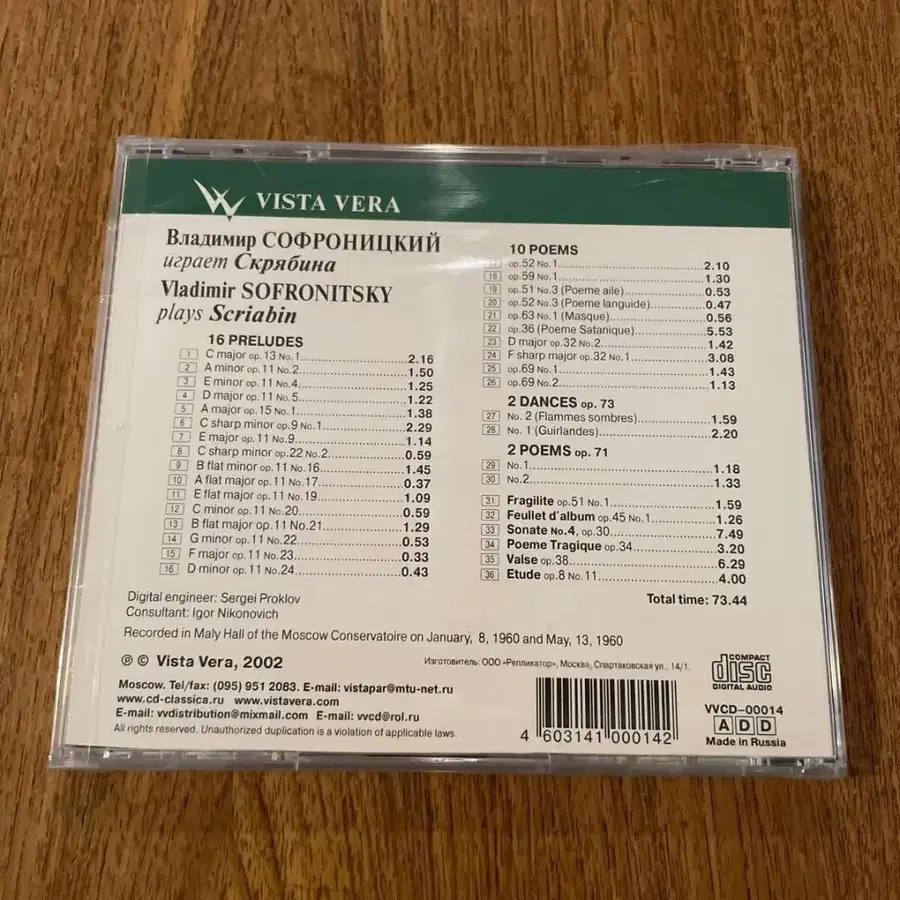 VISTA VERA
Владимир СОФРОНИЦКИЙ
играет Скрябина
Vladimir SOFRONITSKY
plays Scriabin
16 PRELUDES
1 C major op. 13 No. 1 2.16
2 A minor op. 11 No. 2 1.50
3 E minor op. 11 No. 4 1.25
4 D major op. 11 No. 5 1.22
5 A major op. 15 No. 1 1.38
6 C sharp minor op. 9 No. 1 2.29
7 E major op. 11 No. 9 1.14
8 C sharp minor op. 22 No. 2 0.59
9 B flat minor op. 11 No. 16 1.45
10 A flat major op. 11 No. 17 0.37
11 E flat major op. 11 No. 19 1.09
12 C minor op. 11 No. 20 0.59
13 B flat major op. 11 No. 21 1.29
14 G minor op. 11 No. 22 0.53
15 F major op. 11 No. 23 0.33
16 D minor op. 11 No. 24 0.43
10 POEMS
17 op. 52 No. 1 2.10
18 op. 59 No. 1 1.30
19 op. 51 No. 3 (Poeme aile) 0.53
20 op. 52 No. 3 (Poeme languide) 0.47
21 op. 63 No. 1 (Masque) 0.56
22 op. 36 (Poeme Satanique) 5.53
23 D major op. 32 No. 2 1.42
24 F sharp major op. 32 No. 1 3.08
25 op. 69 No. 1 1.43
26 op. 69 No. 2 1.13
2 DANCES op. 73
27 No. 2 (Flammes sombres) 1.59
28 No. 1 (Guirlandes) 2.20
2 POEMS op. 71
29 No. 1 1.18
30 No. 2 1.33
31 Fragilite op. 51 No. 1 1.59
32 Feullet d'album op. 45 No. 1 1.26
33 Sonate No. 4, op. 30 7.49
34 Poeme Tragique op. 34 3.20
35 Valse op. 38 6.29
36 Etude op. 8 No. 11 4.00
Total time: 73.44
Digital engineer: Sergei Proklov
Consultant: Igor Nikonovich
Recorded in Maly Hall of the Moscow Conservatoire on January, 8, 1960 and May, 13, 1960
℗ © Vista Vera, 2002
Изготовитель: ООО «Репликатор», Москва, Спартаковская ул., 14/1.
Moscow. Tel/fax: (095) 951 2083. E-mail: vistapar@mtu-net.ru
www.cd-classica.ru www.vistavera.com
E-mail: vvdistribution@mixmail.com E-mail: vvcd@rol.ru
All rights reserved. Unauthorized duplication is a violation of applicable laws.
4 603141 000142
COMPACT
disc
DIGITAL AUDIO
VVCD-00014
A D D
Made in Russia